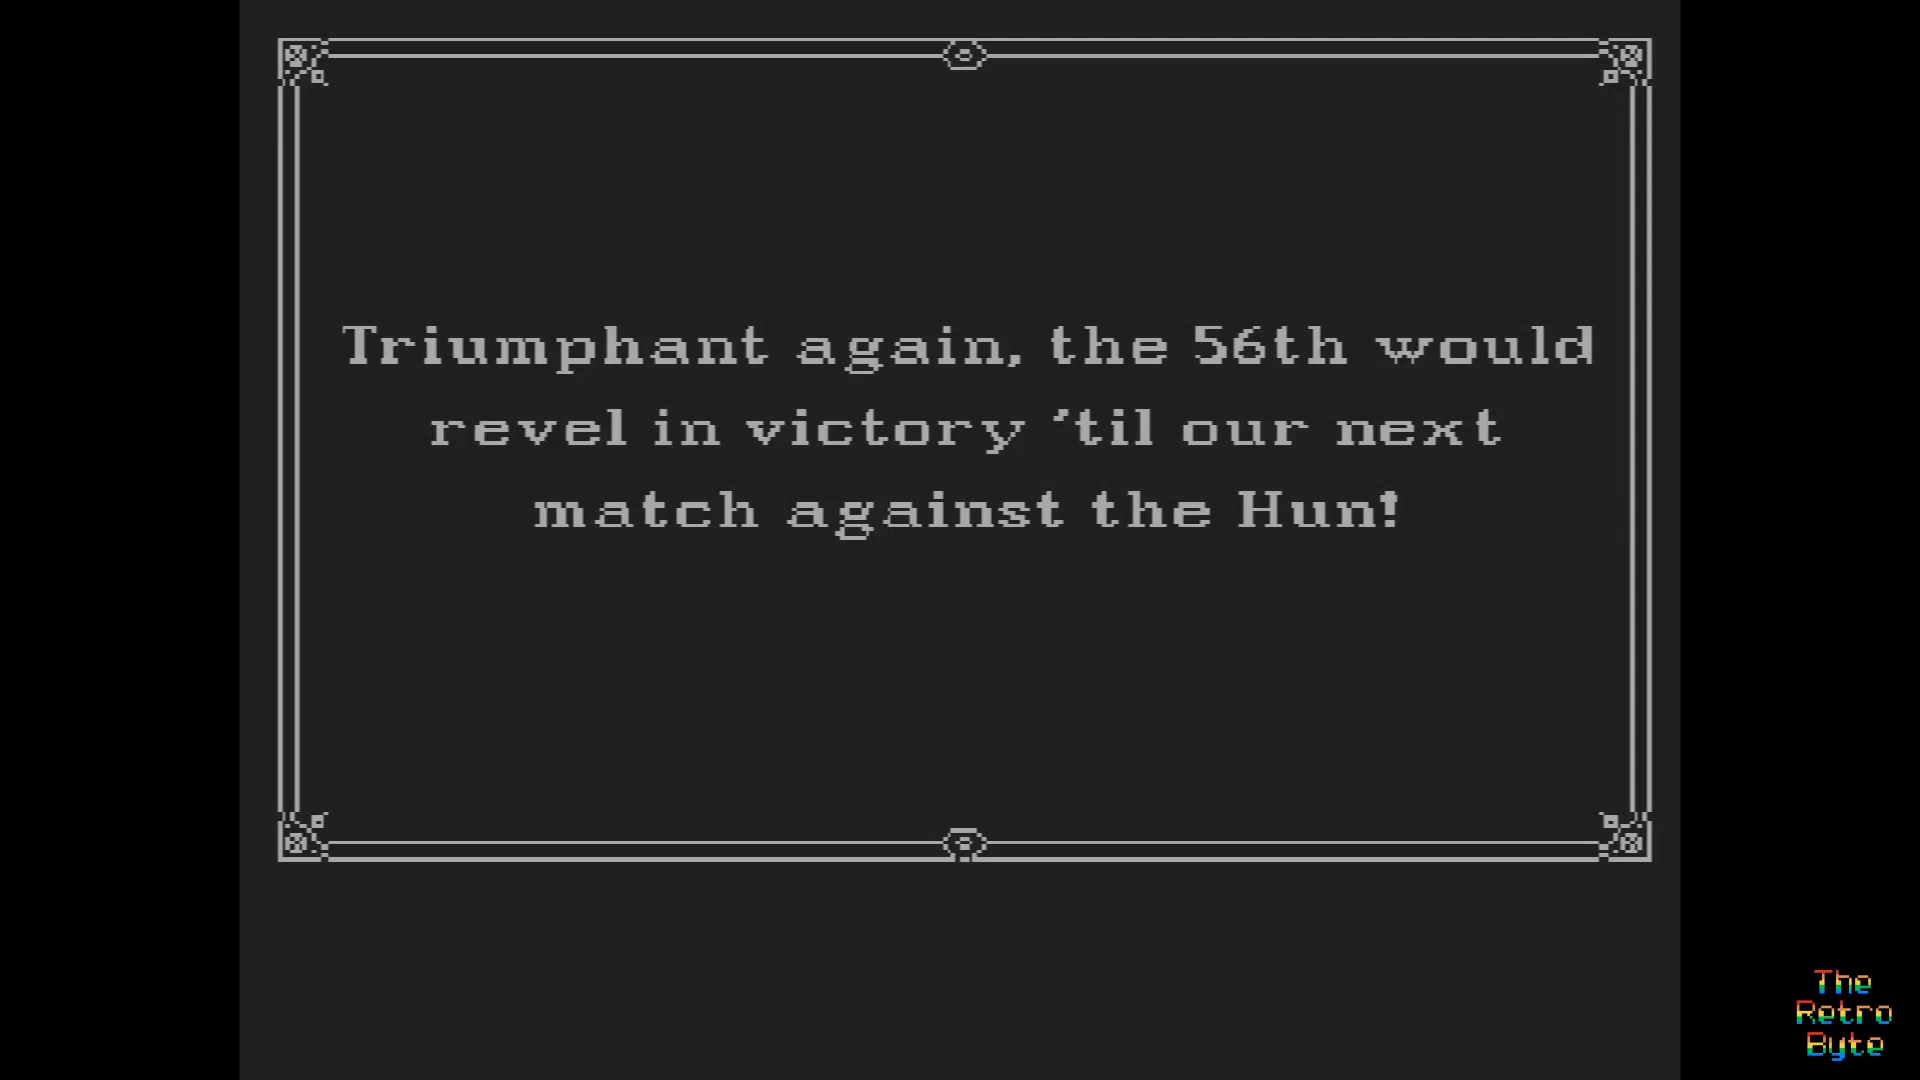 Triumphant again, the 56th would
revel in victory 'til our next
match against the Hun!
The
Retro
Byte